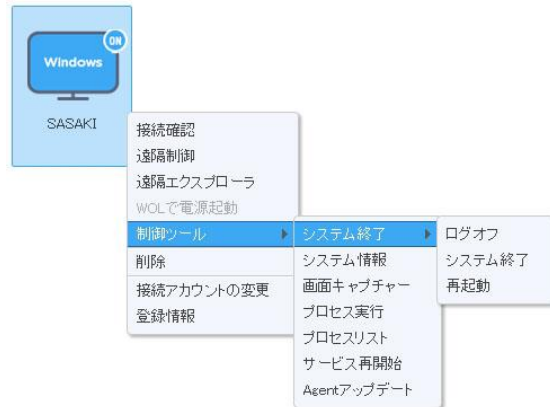 ON
Windows
SASAKI
接続確認
遠隔制御
遠隔エクスプローラ
WOLで電源起動
制御ツール
削除
接続アカウントの変更
登録情報
システム終了
システム情報
画面キャプチャー
プロセス実行
プロセスリスト
サービス再開始
Agentアップデート
ログオフ
システム終了
再起動